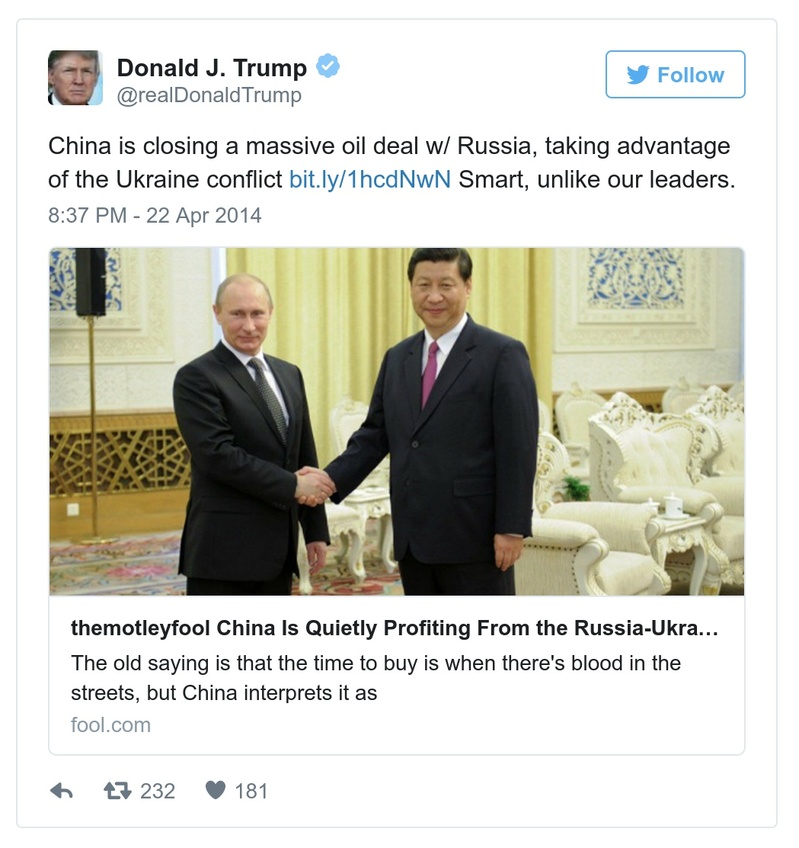 Donald J. Trump
@realDonaldTrump
Follow
China is closing a massive oil deal w/ Russia, taking advantage
of the Ukraine conflict bit.ly/1hcdNwN Smart, unlike our leaders.
8:37 PM - 22 Apr 2014
themotleyfool China Is Quietly Profiting From the Russia-Ukra…
The old saying is that the time to buy is when there's blood in the
streets, but China interprets it as
fool.com
232 181